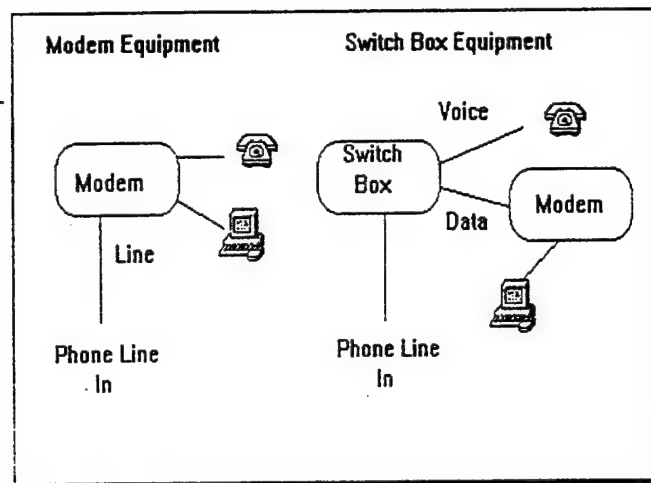 Modem Equipment
Switch Box Equipment
Modem
Line
Phone Line
In
Voice
Switch
Box
Data
Modem
Phone Line
In